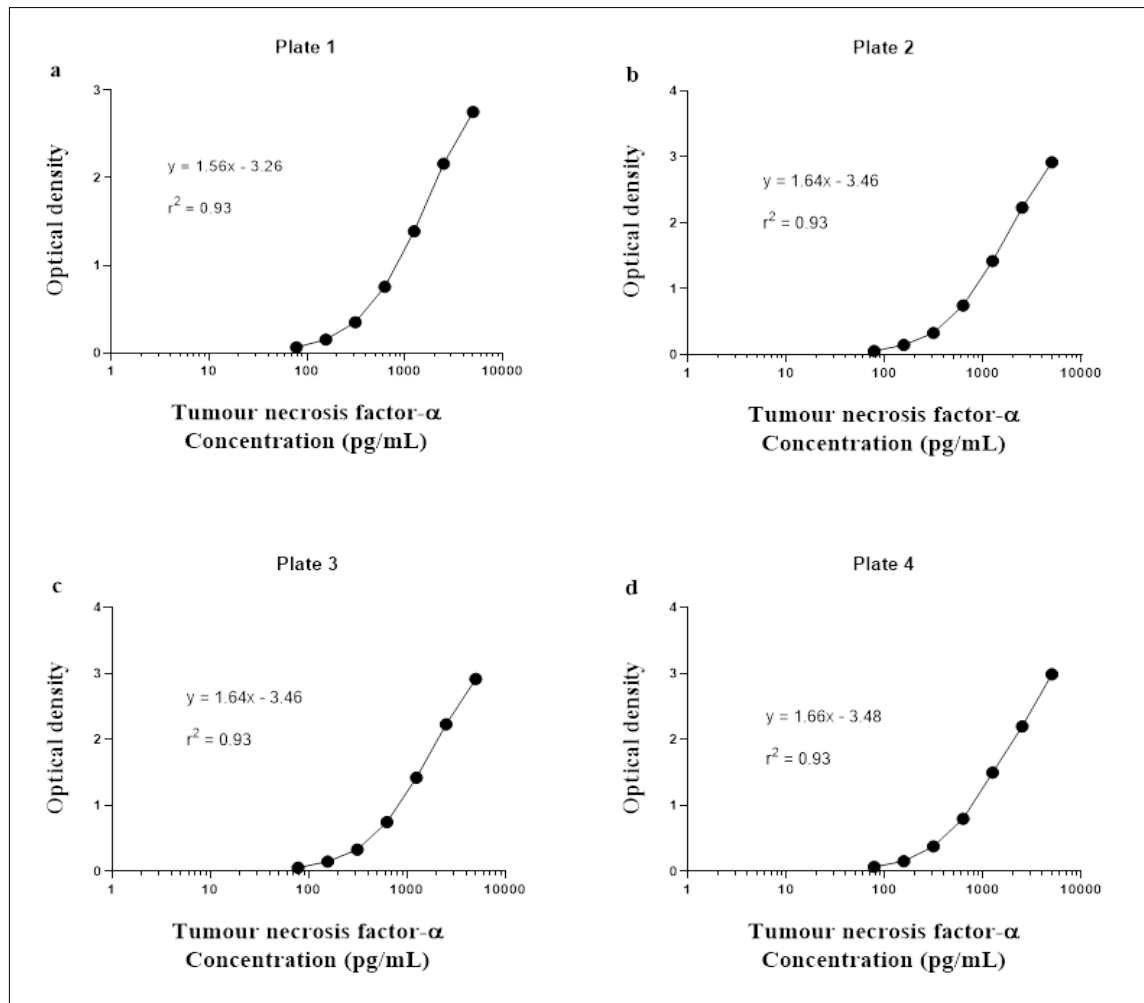 Plate 1
a
3
2
1
0
y = 1.56x - 3.26
r² = 0.93
Optical density
1 10 100 1000 10000
Tumour necrosis factor-α
Concentration (pg/mL)
Plate 2
b
4
3
2
1
0
y = 1.64x - 3.46
r² = 0.93
Optical density
1 10 100 1000 10000
Tumour necrosis factor-α
Concentration (pg/mL)
Plate 3
c
4
3
2
1
0
y = 1.64x - 3.46
r² = 0.93
Optical density
1 10 100 1000 10000
Tumour necrosis factor-α
Concentration (pg/mL)
Plate 4
d
4
3
2
1
0
y = 1.66x - 3.48
r² = 0.93
Optical density
1 10 100 1000 10000
Tumour necrosis factor-α
Concentration (pg/mL)